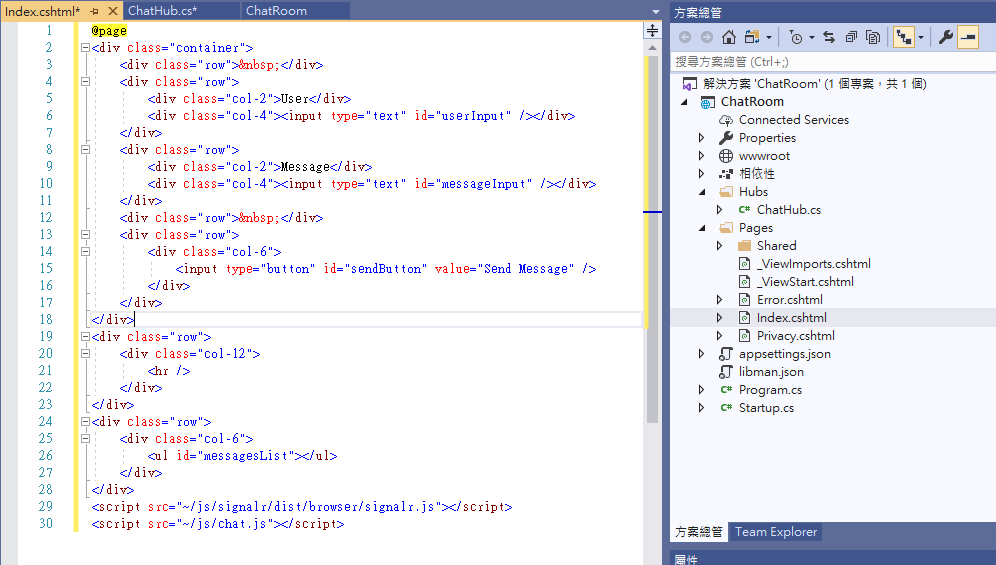 Index.cshtml*
ChatHub.cs*
ChatRoom
1 @page
2 <div class="container">
3 <div class="row">&nbsp;</div>
4 <div class="row">
5 <div class="col-2">User</div>
6 <div class="col-4"><input type="text" id="userInput" /></div>
7 </div>
8 <div class="row">
9 <div class="col-2">Message</div>
10 <div class="col-4"><input type="text" id="messageInput" /></div>
11 </div>
12 <div class="row">&nbsp;</div>
13 <div class="row">
14 <div class="col-6">
15 <input type="button" id="sendButton" value="Send Message" />
16 </div>
17 </div>
18 </div>
19 <div class="row">
20 <div class="col-12">
21 <hr />
22 </div>
23 </div>
24 <div class="row">
25 <div class="col-6">
26 <ul id="messagesList"></ul>
27 </div>
28 </div>
29 <script src="~/js/signalr/dist/browser/signalr.js"></script>
30 <script src="~/js/chat.js"></script>
方案總管
搜尋方案總管 (Ctrl+;)
解決方案 'ChatRoom' (1 個專案，共 1 個)
ChatRoom
Connected Services
Properties
wwwroot
相依性
Hubs
C# ChatHub.cs
Pages
Shared
_ViewImports.cshtml
_ViewStart.cshtml
Error.cshtml
Index.cshtml
Privacy.cshtml
appsettings.json
libman.json
C# Program.cs
C# Startup.cs
方案總管 Team Explorer
屬性